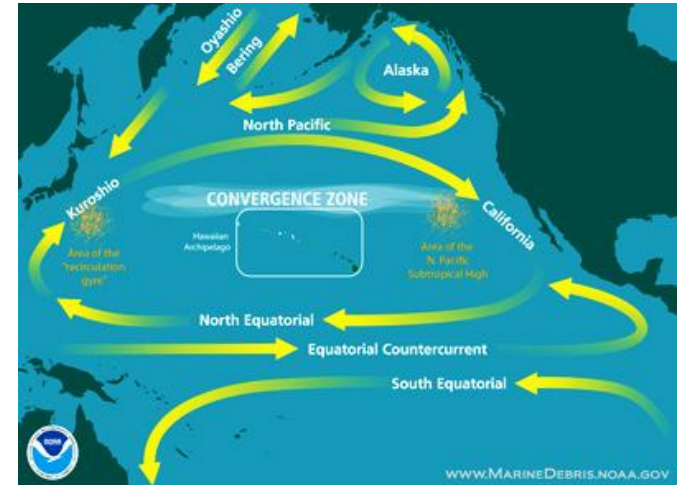 Oyashio
Bering
Alaska
North Pacific
Kuroshio
CONVERGENCE ZONE
California
Hawaiian
Archipelago
Area of the
"recirculation
gyre"
Area of the
N. Pacific
Subtropical High
North Equatorial
Equatorial Countercurrent
South Equatorial
NOAA
WWW.MARINEDEBRIS.NOAA.GOV